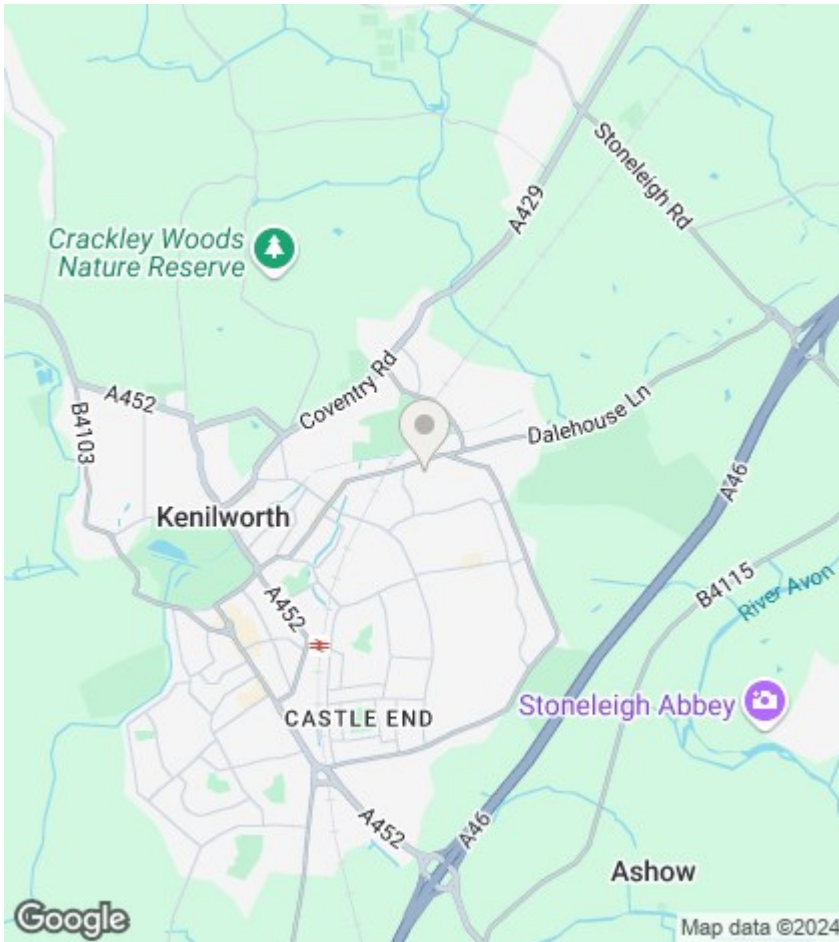 Stoneleigh Rd
A429
Crackley Woods
Nature Reserve
Coventry Rd
A452
B4103
Dalehouse Ln
A46
Kenilworth
B4115
River Avon
A452
Stoneleigh Abbey
CASTLE END
A452
A46
Ashow
Google
Map data ©2024